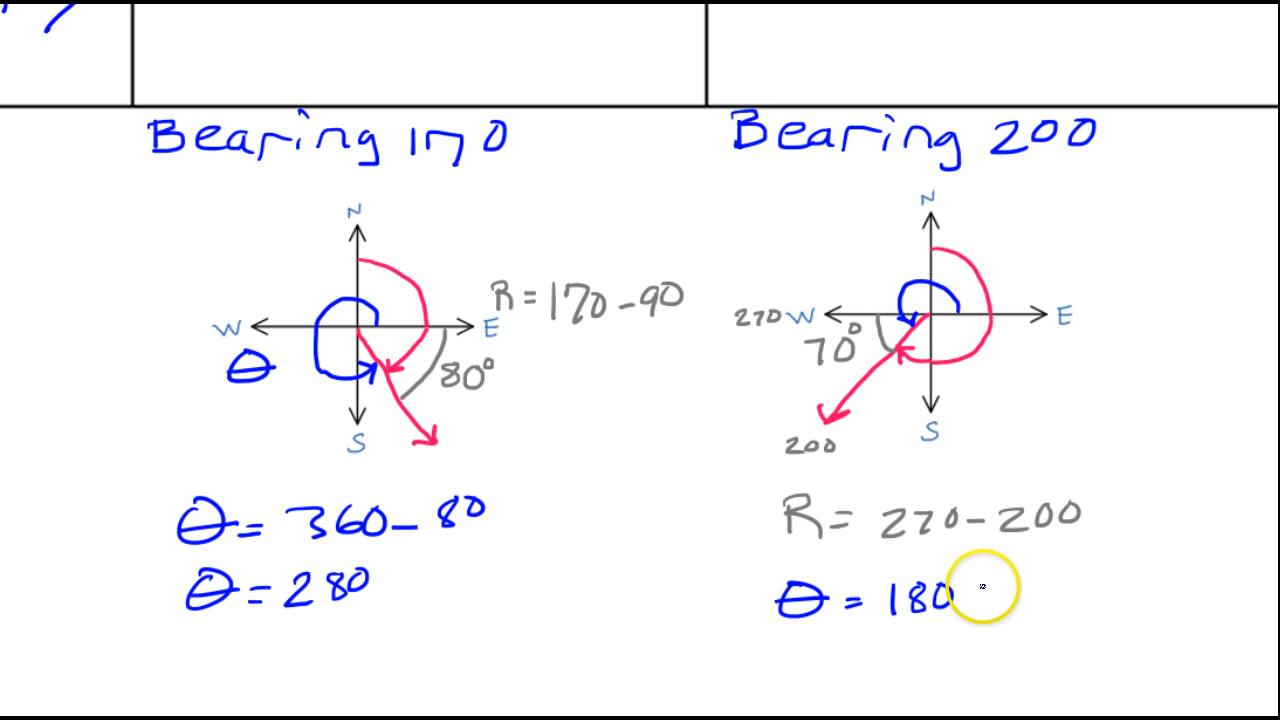 Bearing 170
Bearing 200
N
N
R = 170 - 90
W
E
270 W
E
θ
80°
70°
S
S
200
θ = 360 - 80
R = 270 - 200
θ = 280
θ = 180